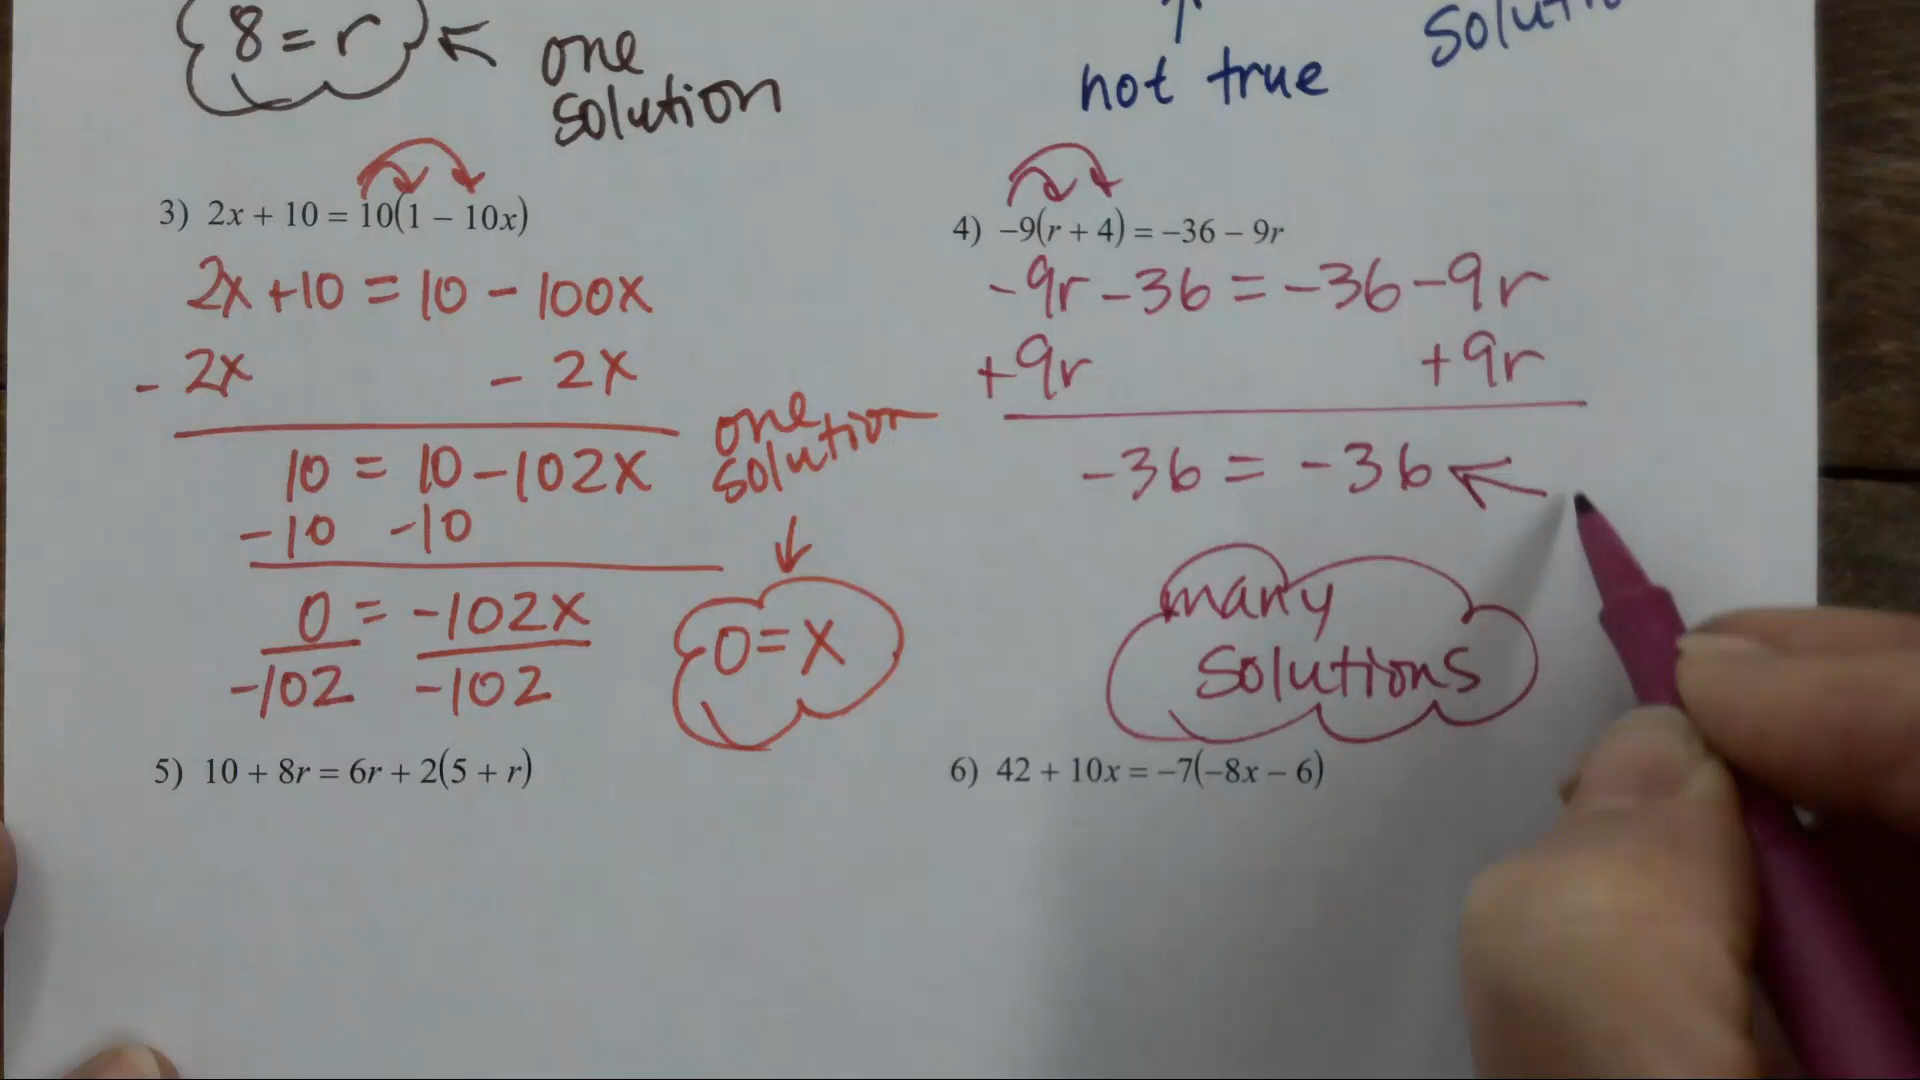 8 = r
one
solution
not true
3) 2x + 10 = 10(1 – 10x)
2x + 10 = 10 - 100x
- 2x - 2x
10 = 10 - 102x
-10 -10
0 = -102x
-102 -102
one
solution
0 = x
4) –9(r + 4) = –36 – 9r
-9r - 36 = -36 - 9r
+9r +9r
-36 = -36
many
solutions
5) 10 + 8r = 6r + 2(5 + r)
6) 42 + 10x = –7(–8x – 6)